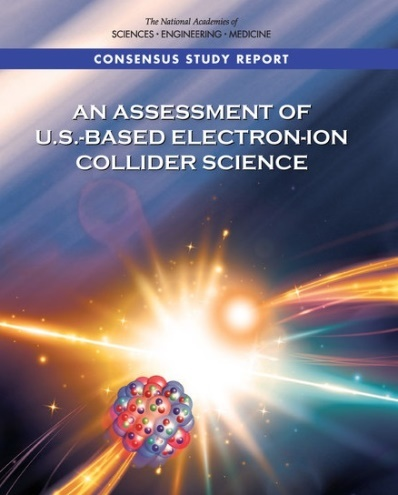 The National Academies of
SCIENCES • ENGINEERING • MEDICINE
CONSENSUS STUDY REPORT
AN ASSESSMENT OF
U.S.-BASED ELECTRON-ION
COLLIDER SCIENCE